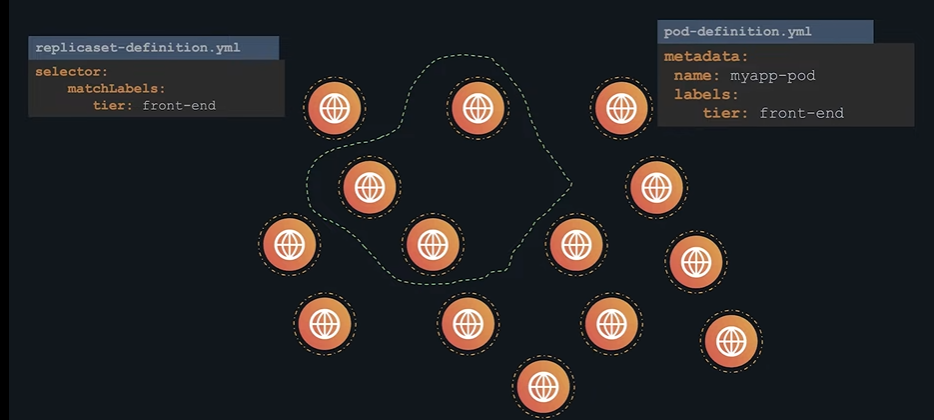 replicaset-definition.yml
selector:
matchLabels:
tier: front-end
pod-definition.yml
metadata:
name: myapp-pod
labels:
tier: front-end